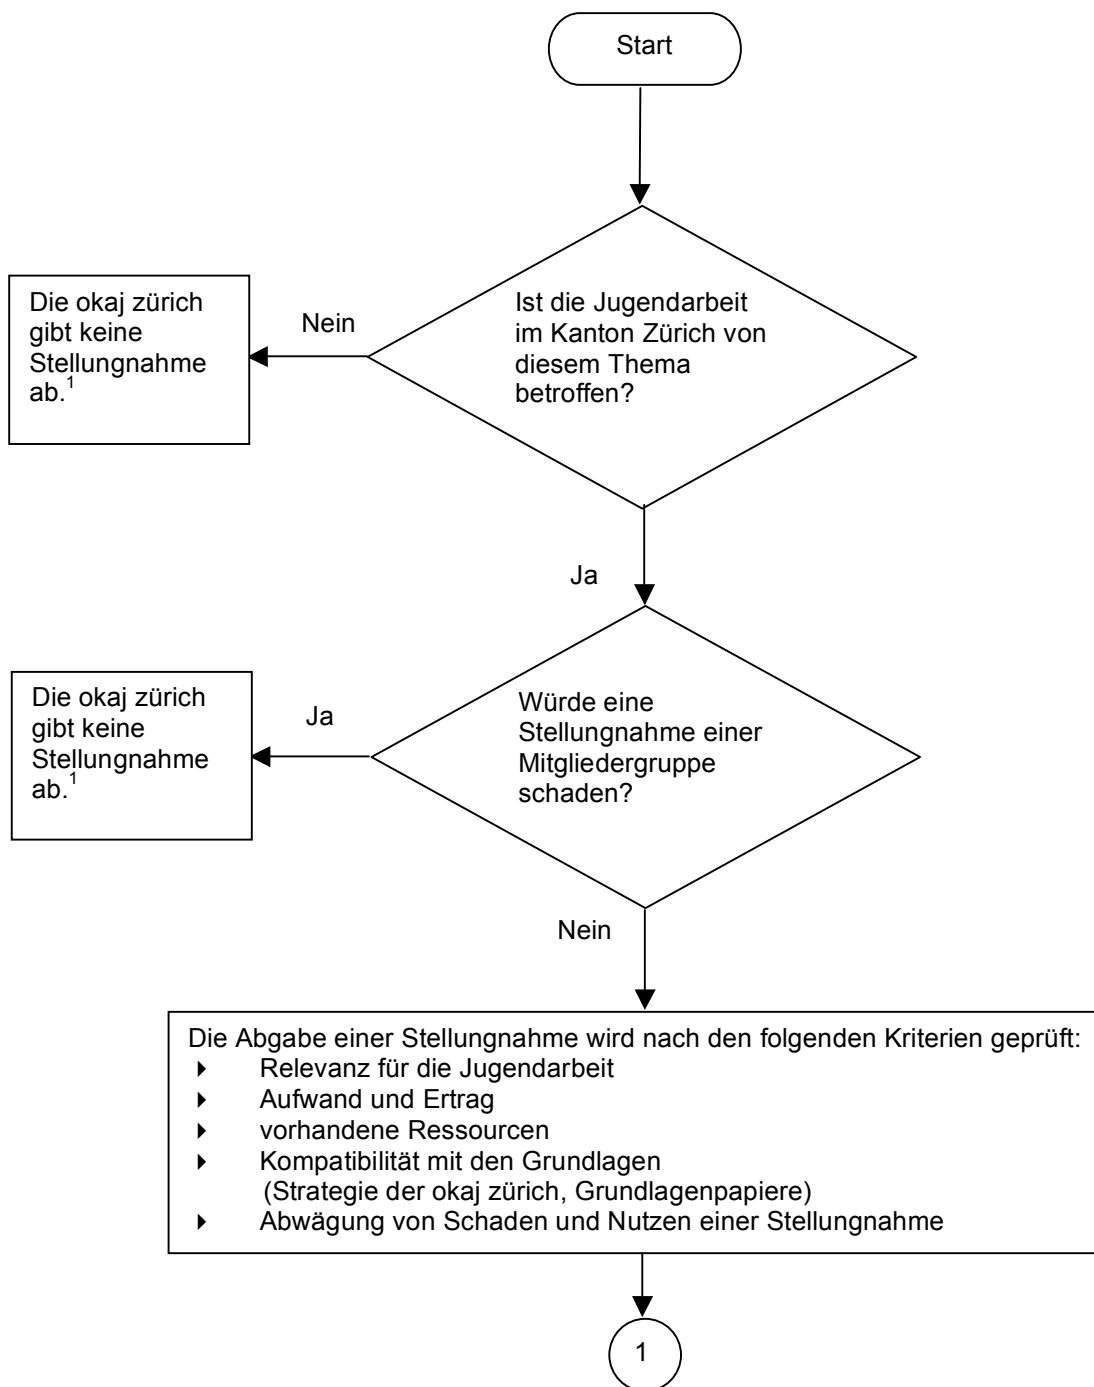 Start
Ist die Jugendarbeit
im Kanton Zürich von
diesem Thema
betroffen?
Nein
Die okaj zürich
gibt keine
Stellungnahme
ab.1
Ja
Würde eine
Stellungnahme einer
Mitgliedergruppe
schaden?
Ja
Die okaj zürich
gibt keine
Stellungnahme
ab.1
Nein
Die Abgabe einer Stellungnahme wird nach den folgenden Kriterien geprüft:
Relevanz für die Jugendarbeit
Aufwand und Ertrag
vorhandene Ressourcen
Kompatibilität mit den Grundlagen
(Strategie der okaj zürich, Grundlagenpapiere)
Abwägung von Schaden und Nutzen einer Stellungnahme
1